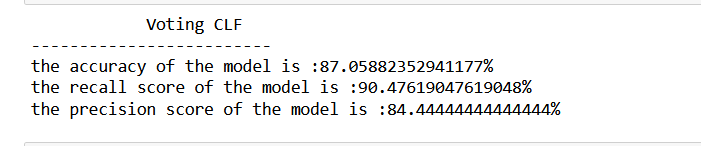 Voting CLF
-------------------------
the accuracy of the model is :87.05882352941177%
the recall score of the model is :90.47619047619048%
the precision score of the model is :84.44444444444444%